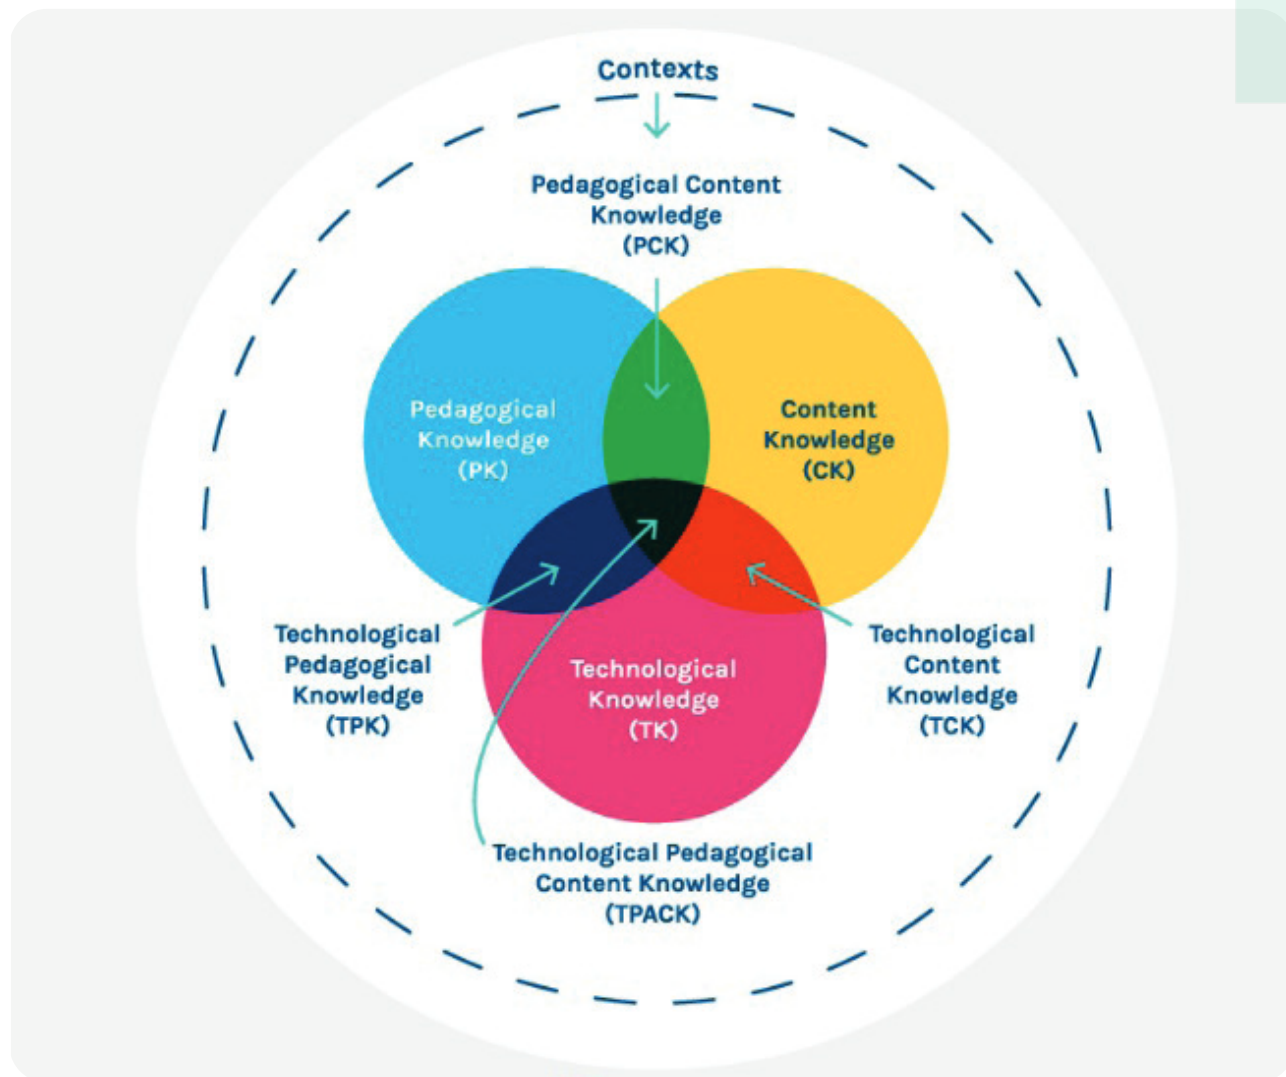 Contexts
Pedagogical Content
Knowledge
(PCK)
Pedagogical
Knowledge
(PK)
Content
Knowledge
(CK)
Technological
Pedagogical
Knowledge
(TPK)
Technological
Knowledge
(TK)
Technological
Content
Knowledge
(TCK)
Technological Pedagogical
Content Knowledge
(TPACK)